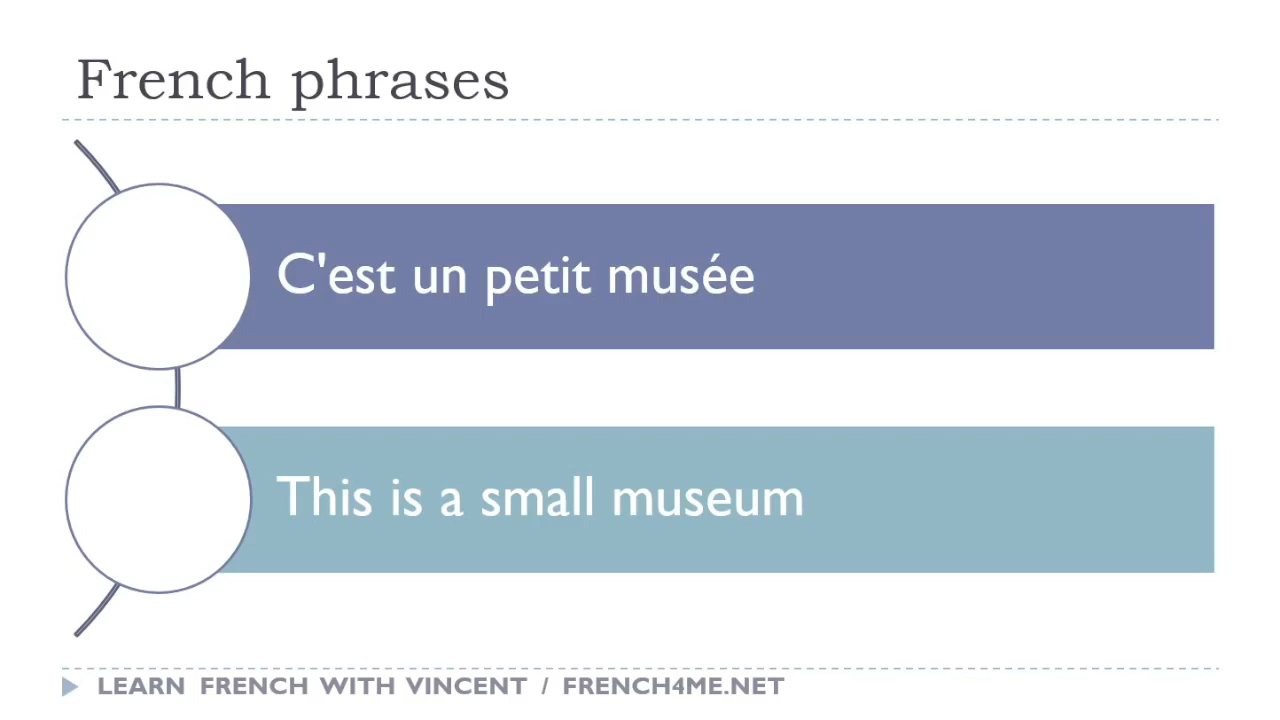 French phrases
C'est un petit musée
This is a small museum
LEARN FRENCH WITH VINCENT / FRENCH4ME.NET